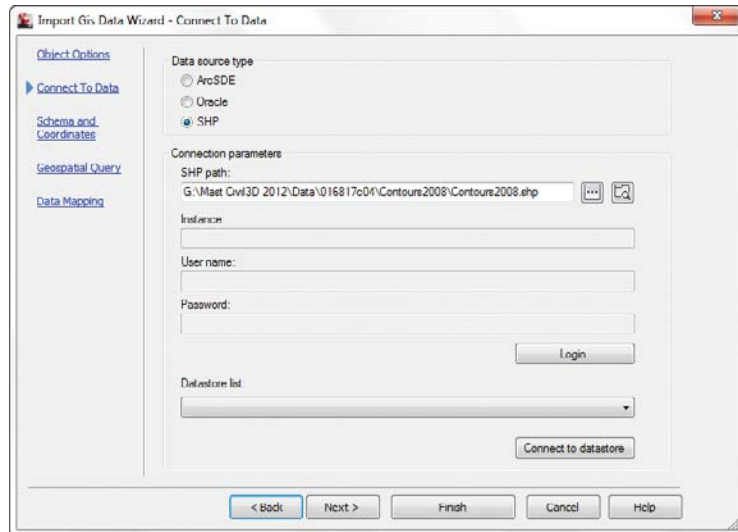 Import Gis Data Wizard - Connect To Data
Object Options
Connect To Data
Schema and
Coordinates
Geospatial Query
Data Mapping
Data source type
ArcSDE
Oracle
SHP
Connection parameters
SHP path:
G:\Mast Civil3D 2012\Data\016817c04\Contours2008\Contours2008.shp
...
Instance
User name:
Password:
Login
Datastore list
Connect to datastore
< Back
Next >
Finish
Cancel
Help